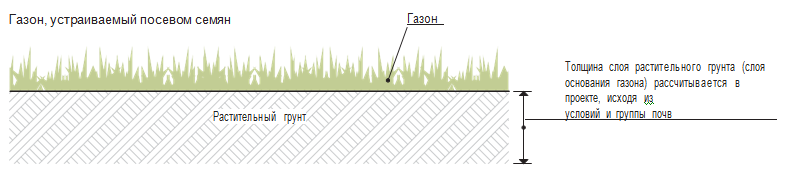 Газон, устраиваемый посевом семян
Газон
Толщина слоя растительного грунта (слоя
основания газона) рассчитывается в
проекте, исходя из
условий и группы почв
Растительный грунт